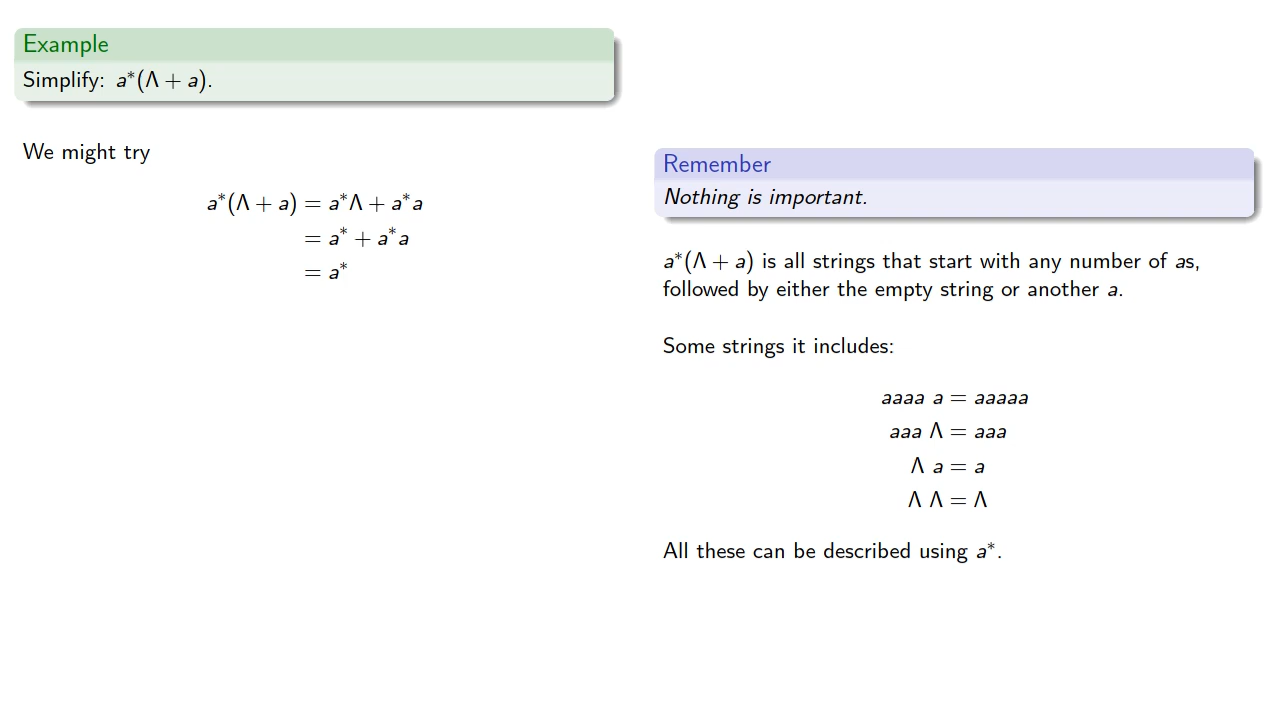 Example
Simplify: a*(Λ + a).
We might try
a*(Λ + a) = a*Λ + a*a
= a* + a*a
= a*
Remember
Nothing is important.
a*(Λ + a) is all strings that start with any number of as,
followed by either the empty string or another a.
Some strings it includes:
aaaa a = aaaaa
aaa Λ = aaa
Λ a = a
Λ Λ = Λ
All these can be described using a*.